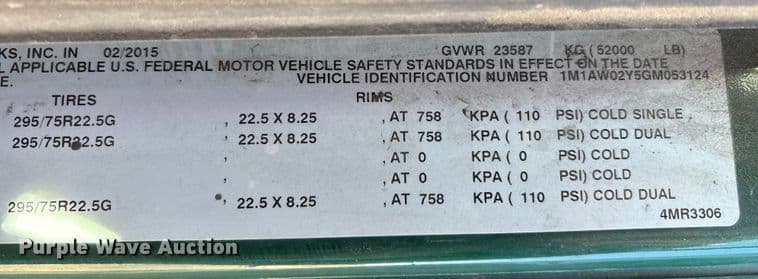 KS, INC. IN 02/2015 GVWR 23587 KG (52000 LB)
L APPLICABLE U.S. FEDERAL MOTOR VEHICLE SAFETY STANDARDS IN EFFECT ON THE DATE
E. VEHICLE IDENTIFICATION NUMBER 1M1AW02Y5GM053124
TIRES RIMS
295/75R22.5G , 22.5 X 8.25 , AT 758 KPA ( 110 PSI) COLD SINGLE
295/75R22.5G , 22.5 X 8.25 , AT 758 KPA ( 110 PSI) COLD DUAL
, , AT 0 KPA ( 0 PSI) COLD
, , AT 0 KPA ( 0 PSI) COLD
295/75R22.5G , 22.5 X 8.25 , AT 758 KPA ( 110 PSI) COLD DUAL
4MR3306
Purple Wave Auction